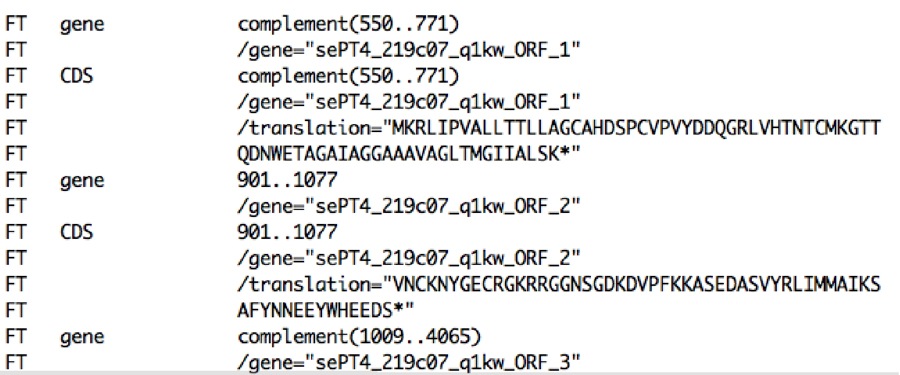 FT   gene            complement(550..771)
FT                   /gene="sePT4_219c07_q1kw_ORF_1"
FT   CDS             complement(550..771)
FT                   /gene="sePT4_219c07_q1kw_ORF_1"
FT                   /translation="MKRLIPVALLTTLLAGCAHDSPCVPVYDDQGRLVHTNTCMKGTT
FT                   QDNWETAGAIAGGAAAVAGLTMGIIALSK*"
FT   gene            901..1077
FT                   /gene="sePT4_219c07_q1kw_ORF_2"
FT   CDS             901..1077
FT                   /gene="sePT4_219c07_q1kw_ORF_2"
FT                   /translation="VNCKNYGECRGKRRGGNSGDKDVPFKKASEDASVYRLIMMAIKS
FT                   AFYNNEEYWHEEDS*"
FT   gene            complement(1009..4065)
FT                   /gene="sePT4_219c07_q1kw_ORF_3"